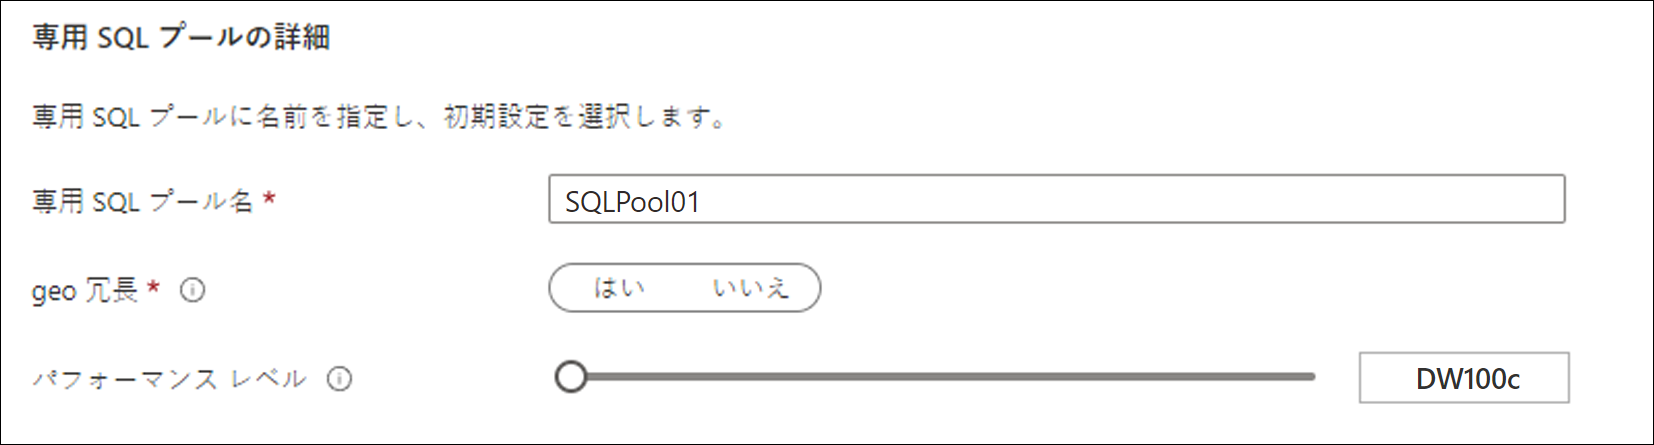 専用 SQL プールの詳細
専用 SQL プールに名前を指定し、初期設定を選択します。
専用 SQL プール名 * SQLPool01
geo 冗長 * はい いいえ
パフォーマンス レベル DW100c